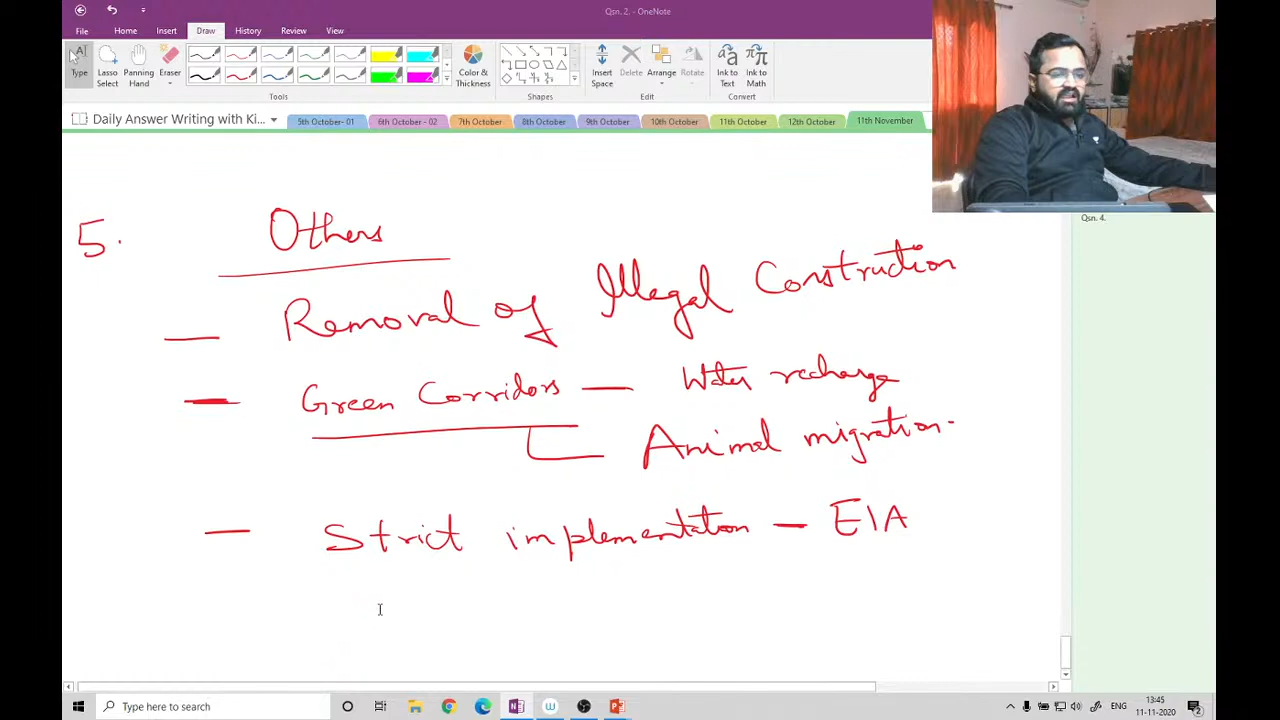 Qsn. 2. - OneNote
File Home Insert Draw History Review View
Type
Lasso Select
Panning Hand
Eraser
Color & Thickness
Insert Space
Delete
Arrange
Rotate
Ink to Text
Ink to Math
Tools
Shapes
Edit
Convert
Daily Answer Writing with Ki...
5th October- 01
6th October - 02
7th October
8th October
9th October
10th October
11th October
12th October
11th November
Qsn. 4.
5. Others
— Removal of Illegal Construction
— Green Corridors — Water recharge
Animal migration.
— Strict implementation — EIA
Type here to search
ENG
13:45
11-11-2020
2